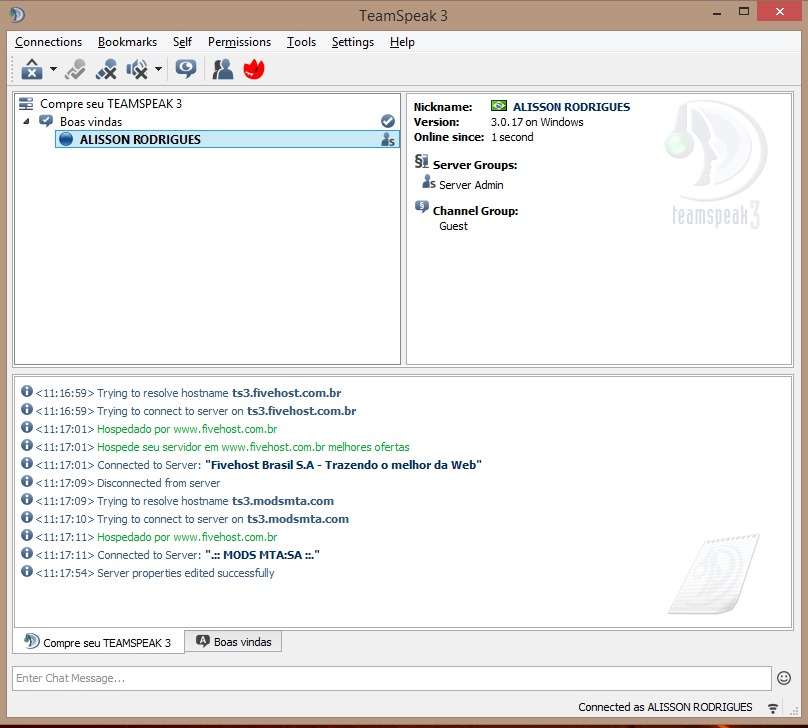 TeamSpeak 3
Connections Bookmarks Self Permissions Tools Settings Help
Compre seu TEAMSPEAK 3
Boas vindas
ALISSON RODRIGUES
Nickname: ALISSON RODRIGUES
Version: 3.0.17 on Windows
Online since: 1 second
Server Groups:
Server Admin
Channel Group:
Guest
teamspeak3
<11:16:59> Trying to resolve hostname ts3.fivehost.com.br
<11:16:59> Trying to connect to server on ts3.fivehost.com.br
<11:17:01> Hospedado por www.fivehost.com.br
<11:17:01> Hospede seu servidor em www.fivehost.com.br melhores ofertas
<11:17:01> Connected to Server: "Fivehost Brasil S.A - Trazendo o melhor da Web"
<11:17:09> Disconnected from server
<11:17:09> Trying to resolve hostname ts3.modsmta.com
<11:17:10> Trying to connect to server on ts3.modsmta.com
<11:17:11> Hospedado por www.fivehost.com.br
<11:17:11> Connected to Server: ".:: MODS MTA:SA ::."
<11:17:54> Server properties edited successfully
Compre seu TEAMSPEAK 3 Boas vindas
Enter Chat Message...
Connected as ALISSON RODRIGUES